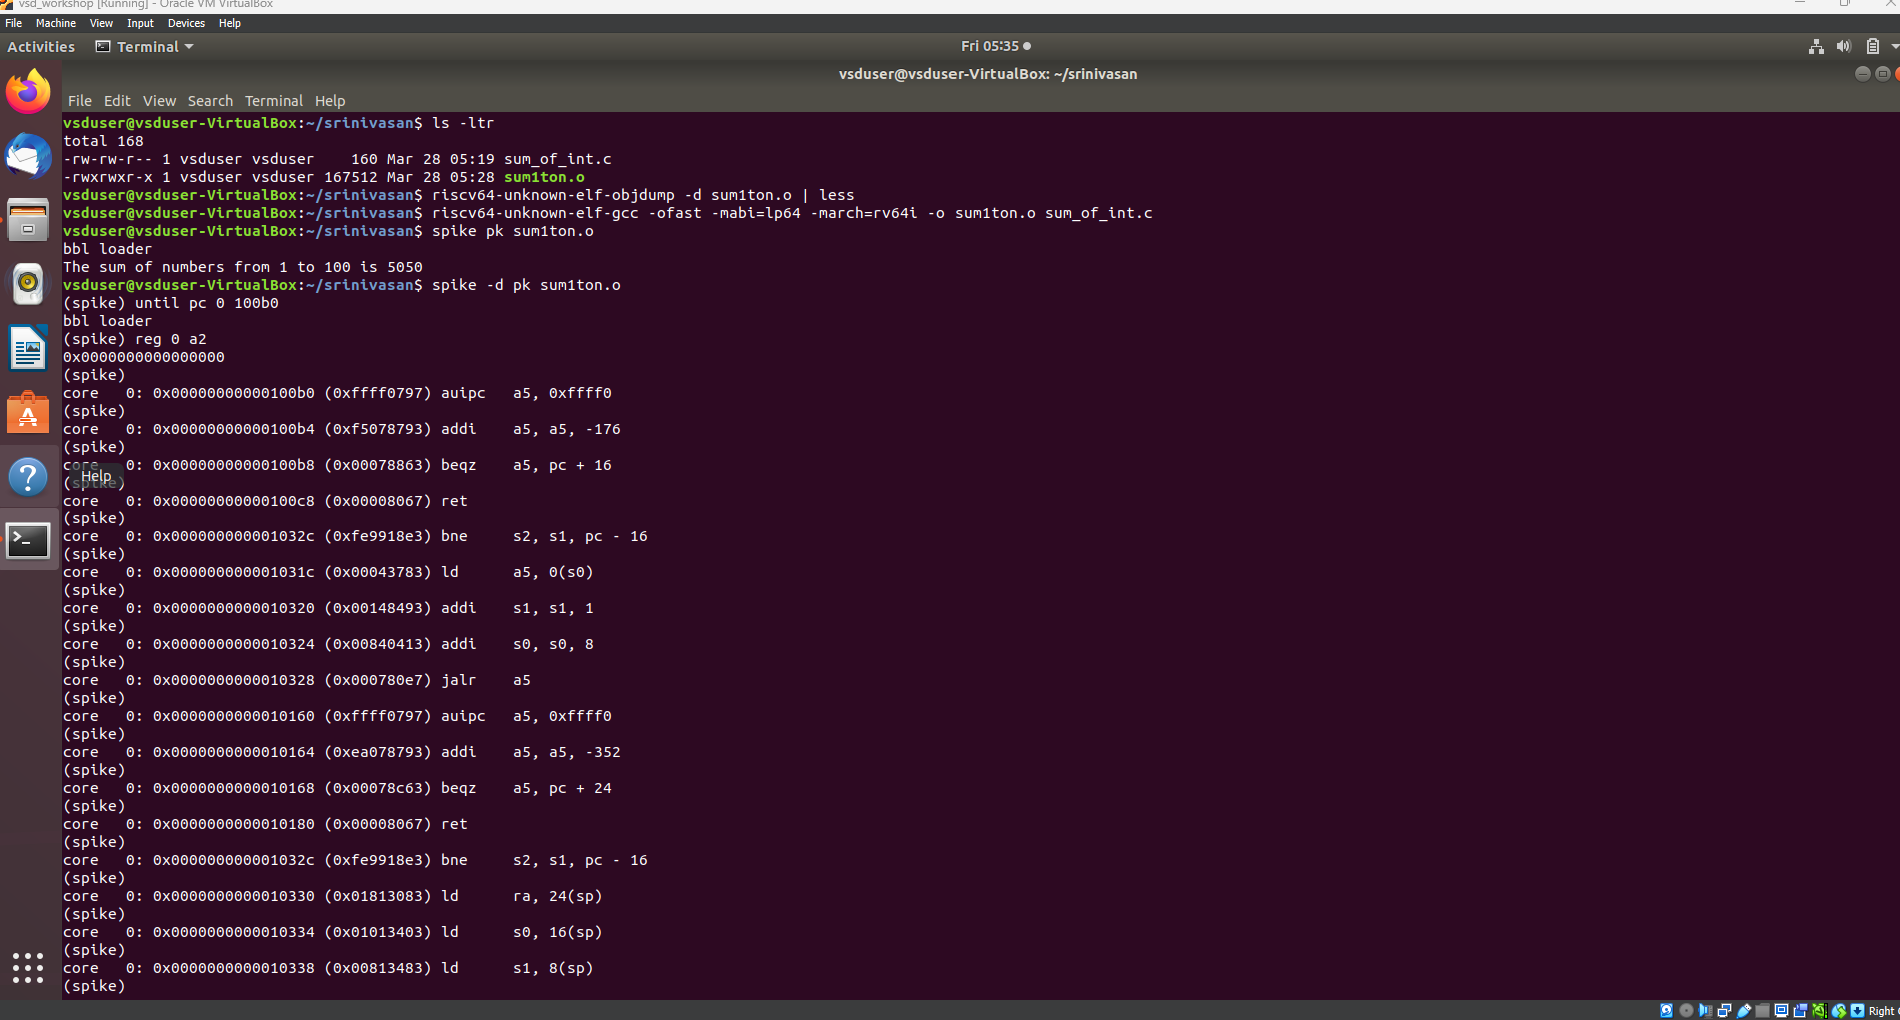 vsd_workshop [Running] - Oracle VM VirtualBox
File Machine View Input Devices Help
Activities Terminal Fri 05:35
vsduser@vsduser-VirtualBox: ~/srinivasan
File Edit View Search Terminal Help
vsduser@vsduser-VirtualBox:~/srinivasan$ ls -ltr
total 168
-rw-rw-r-- 1 vsduser vsduser    160 Mar 28 05:19 sum_of_int.c
-rwxrwxr-x 1 vsduser vsduser 167512 Mar 28 05:28 sum1ton.o
vsduser@vsduser-VirtualBox:~/srinivasan$ riscv64-unknown-elf-objdump -d sum1ton.o | less
vsduser@vsduser-VirtualBox:~/srinivasan$ riscv64-unknown-elf-gcc -ofast -mabi=lp64 -march=rv64i -o sum1ton.o sum_of_int.c
vsduser@vsduser-VirtualBox:~/srinivasan$ spike pk sum1ton.o
bbl loader
The sum of numbers from 1 to 100 is 5050
vsduser@vsduser-VirtualBox:~/srinivasan$ spike -d pk sum1ton.o
(spike) until pc 0 100b0
bbl loader
(spike) reg 0 a2
0x0000000000000000
(spike)
core   0: 0x00000000000100b0 (0xffff0797) auipc   a5, 0xffff0
(spike)
core   0: 0x00000000000100b4 (0xf5078793) addi    a5, a5, -176
(spike)
core   0: 0x00000000000100b8 (0x00078863) beqz    a5, pc + 16
Help
(spike)
core   0: 0x00000000000100c8 (0x00008067) ret
(spike)
core   0: 0x000000000001032c (0xfe9918e3) bne     s2, s1, pc - 16
(spike)
core   0: 0x000000000001031c (0x00043783) ld      a5, 0(s0)
(spike)
core   0: 0x0000000000010320 (0x00148493) addi    s1, s1, 1
(spike)
core   0: 0x0000000000010324 (0x00840413) addi    s0, s0, 8
(spike)
core   0: 0x0000000000010328 (0x000780e7) jalr    a5
(spike)
core   0: 0x0000000000010160 (0xffff0797) auipc   a5, 0xffff0
(spike)
core   0: 0x0000000000010164 (0xea078793) addi    a5, a5, -352
(spike)
core   0: 0x0000000000010168 (0x00078c63) beqz    a5, pc + 24
(spike)
core   0: 0x0000000000010180 (0x00008067) ret
(spike)
core   0: 0x000000000001032c (0xfe9918e3) bne     s2, s1, pc - 16
(spike)
core   0: 0x0000000000010330 (0x01813083) ld      ra, 24(sp)
(spike)
core   0: 0x0000000000010334 (0x01013403) ld      s0, 16(sp)
(spike)
core   0: 0x0000000000010338 (0x00813483) ld      s1, 8(sp)
(spike)
Right